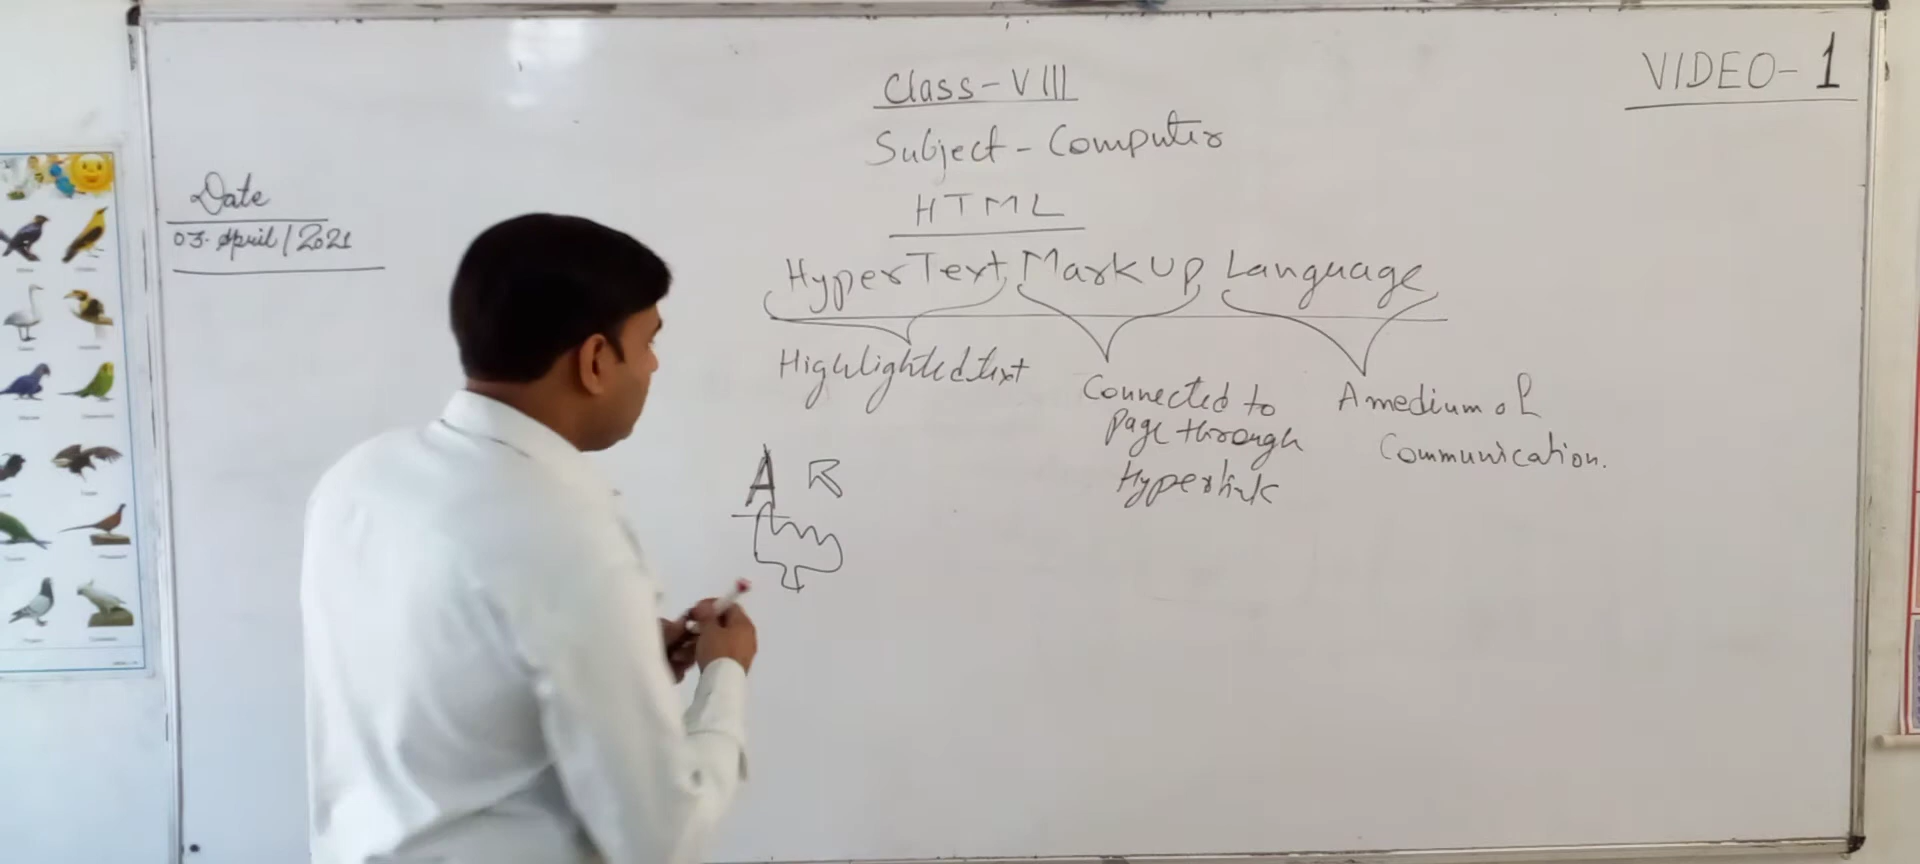 VIDEO-1
Class-VIII
Subject-Computer
HTML
Date
03. April/2021
HyperText MarkUp Language
Highlighted text
Connected to
Page through
Hyperlink
A medium of
Communication.
A